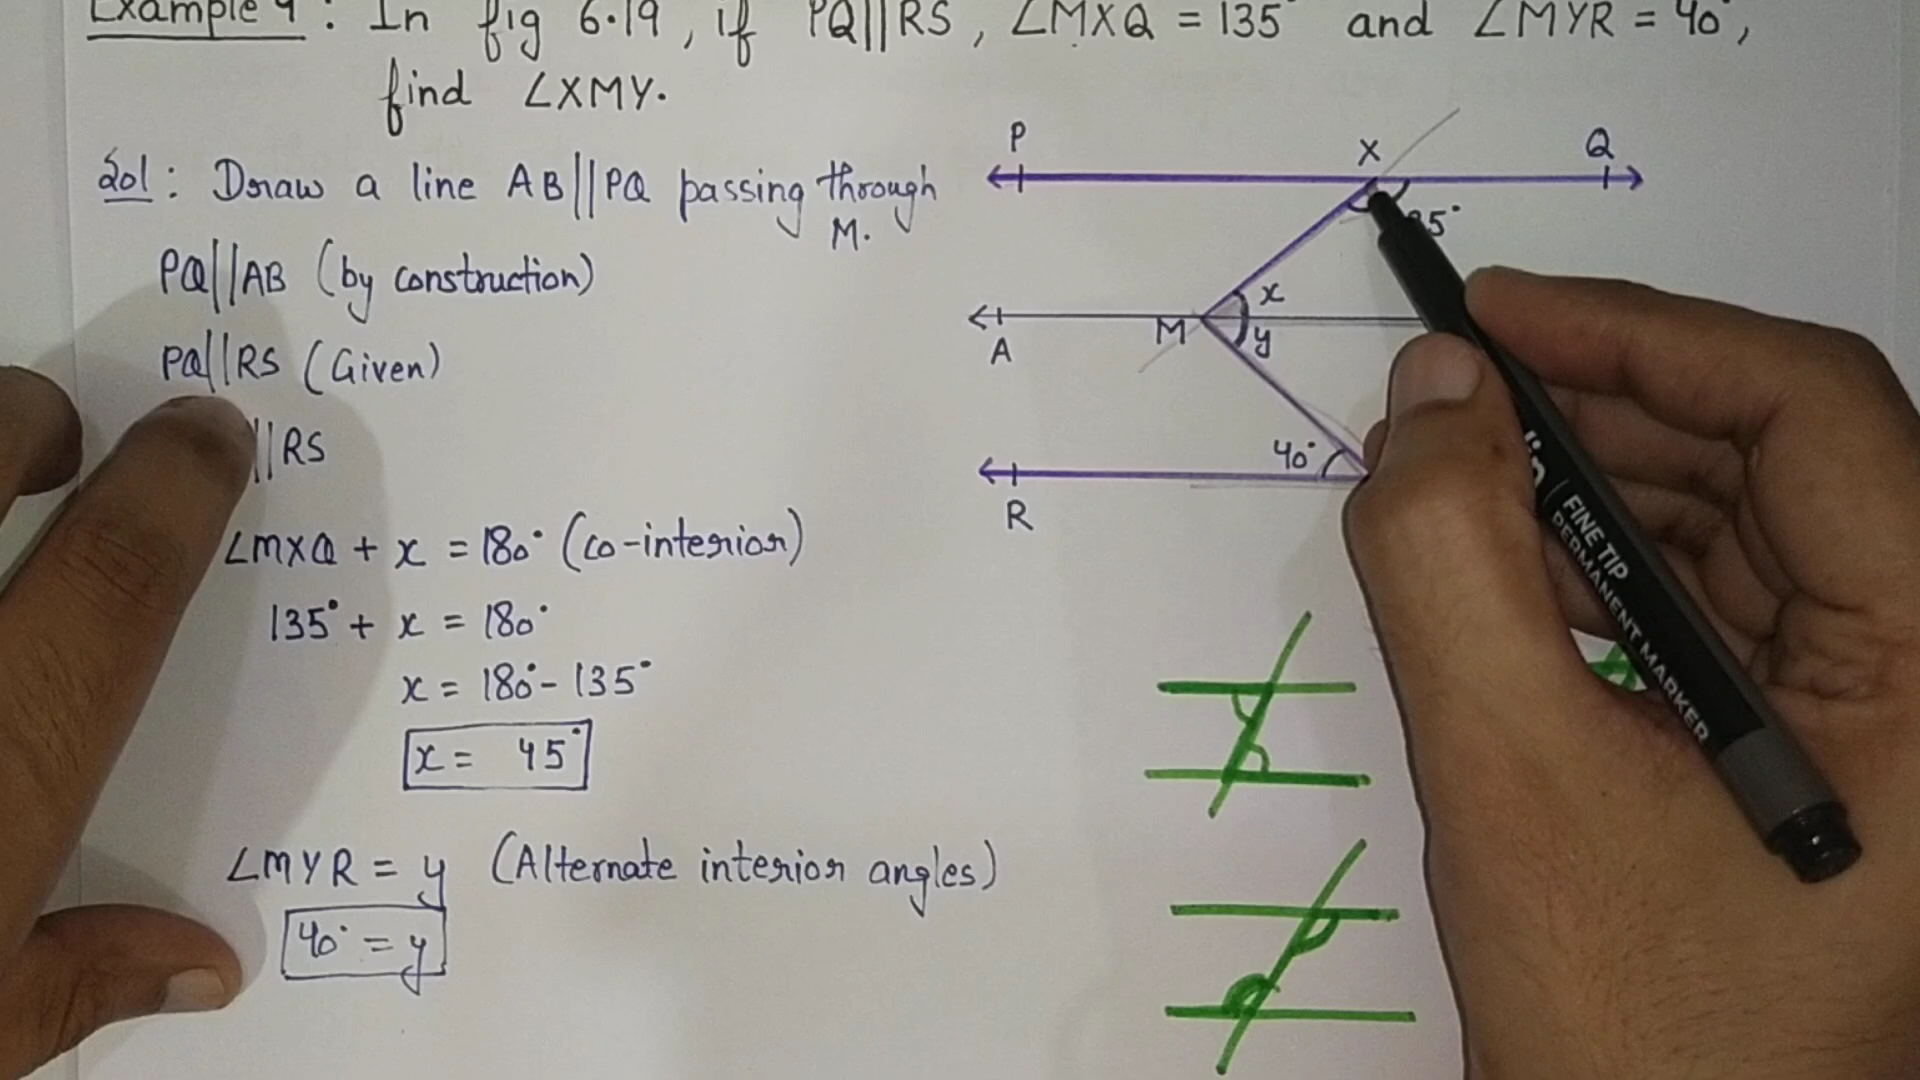 Example 4: In fig 6.19, if PQ||RS, ∠MXQ = 135° and ∠MYR = 40°,
find ∠XMY.
Sol: Draw a line AB||PQ passing through
M.
PQ||AB (by construction)
PQ||RS (Given)
||RS
∠MXQ + x = 180° (co-interior)
135° + x = 180°
x = 180° - 135°
x = 45°
∠MYR = y (Alternate interior angles)
40° = y
P X Q
35°
x
A M y
40°
R
FINE TIP
PERMANENT MARKER